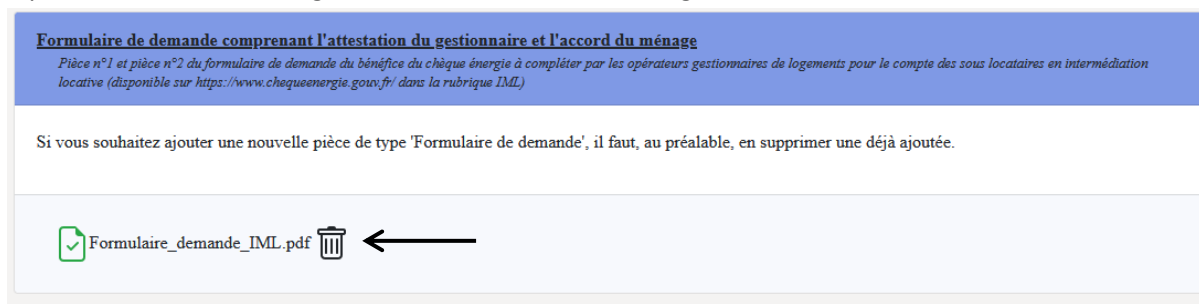 Formulaire de demande comprenant l'attestation du gestionnaire et l'accord du ménage
Pièce n°1 et pièce n°2 du formulaire de demande du bénéfice du chèque énergie à compléter par les opérateurs gestionnaires de logements pour le compte des sous locataires en intermédiation
locative (disponible sur https://www.chequeenergie.gouv.fr/ dans la rubrique IML)
Si vous souhaitez ajouter une nouvelle pièce de type 'Formulaire de demande', il faut, au préalable, en supprimer une déjà ajoutée.
Formulaire_demande_IML.pdf